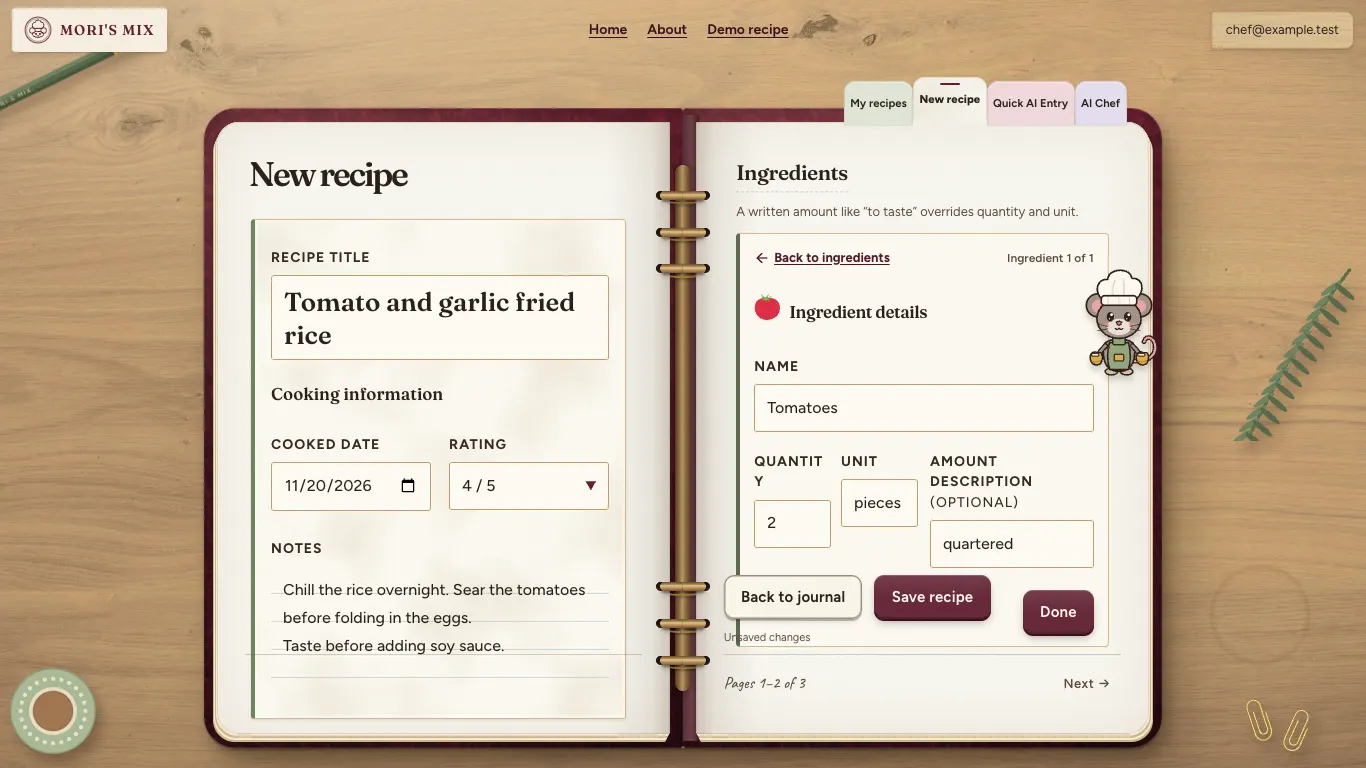 MORI'S MIX
Home
About
Demo recipe
chef@example.test
My recipes
New recipe
Quick AI Entry
AI Chef
New recipe
RECIPE TITLE
Tomato and garlic fried
rice
Cooking information
COOKED DATE
RATING
11/20/2026
4 / 5
NOTES
Chill the rice overnight. Sear the tomatoes
before folding in the eggs.
Taste before adding soy sauce.
Ingredients
A written amount like “to taste” overrides quantity and unit.
← Back to ingredients
Ingredient 1 of 1
Ingredient details
NAME
Tomatoes
QUANTIT
Y
UNIT
AMOUNT
DESCRIPTION
(OPTIONAL)
2
pieces
quartered
Back to journal
Save recipe
Done
Unsaved changes
Pages 1–2 of 3
Next →